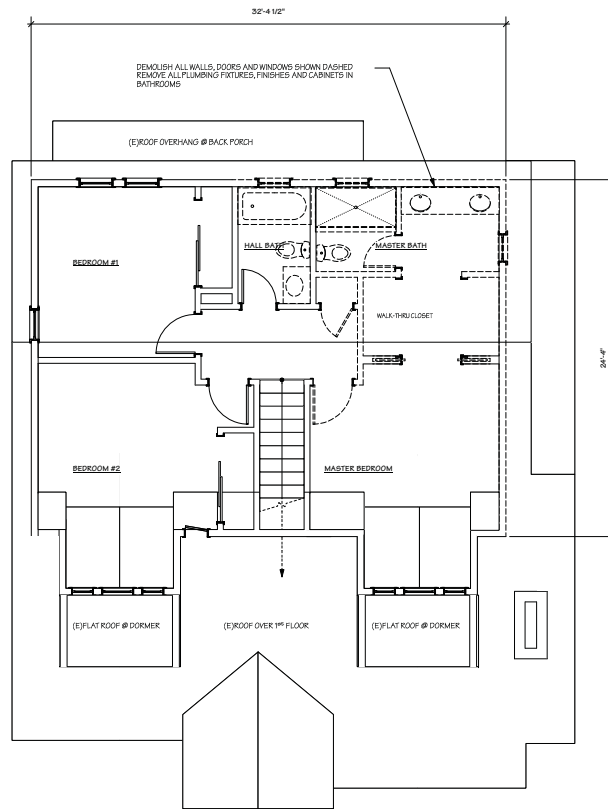 32'-4 1/2"
DEMOLISH ALL WALLS, DOORS AND WINDOWS SHOWN DASHED
REMOVE ALL PLUMBING FIXTURES, FINISHES AND CABINETS IN
BATHROOMS
(E)ROOF OVERHANG @ BACK PORCH
HALL BATH
MASTER BATH
BEDROOM #1
WALK-THRU CLOSET
24'-4"
BEDROOM #2
MASTER BEDROOM
(E)FLAT ROOF @ DORMER
(E)ROOF OVER 1ST FLOOR
(E)FLAT ROOF @ DORMER